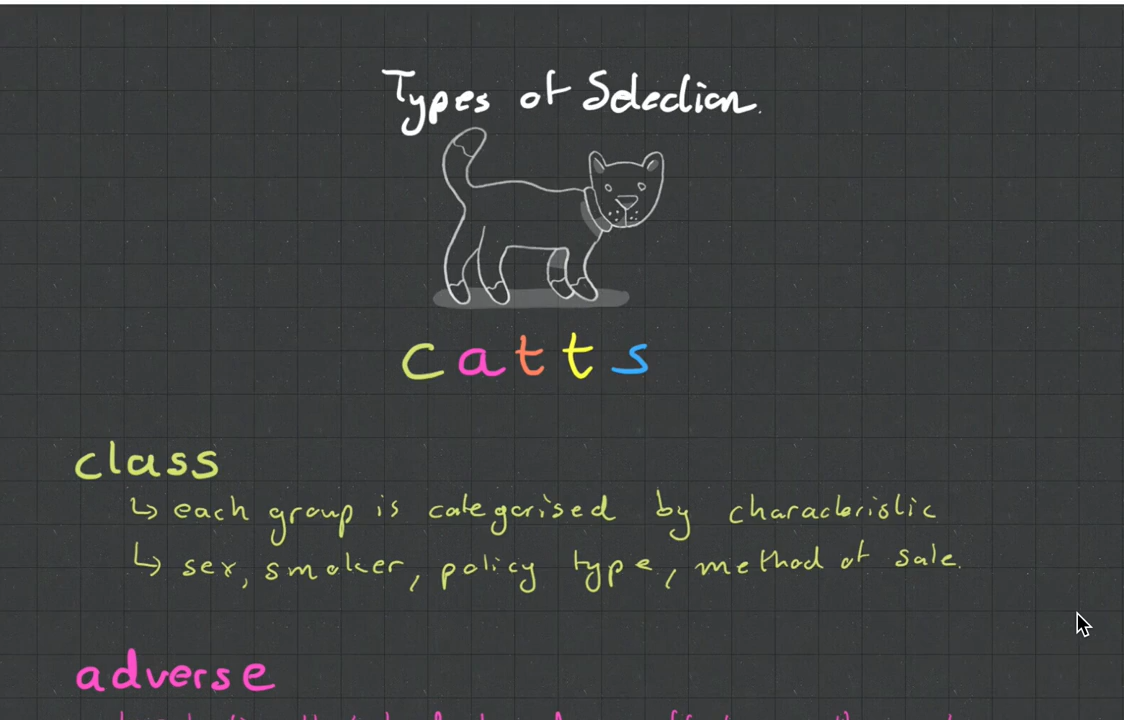 Types of Selection.
catts
class
↳ each group is categorised by characteristic
↳ sex, smoker, policy type, method of sale.
adverse